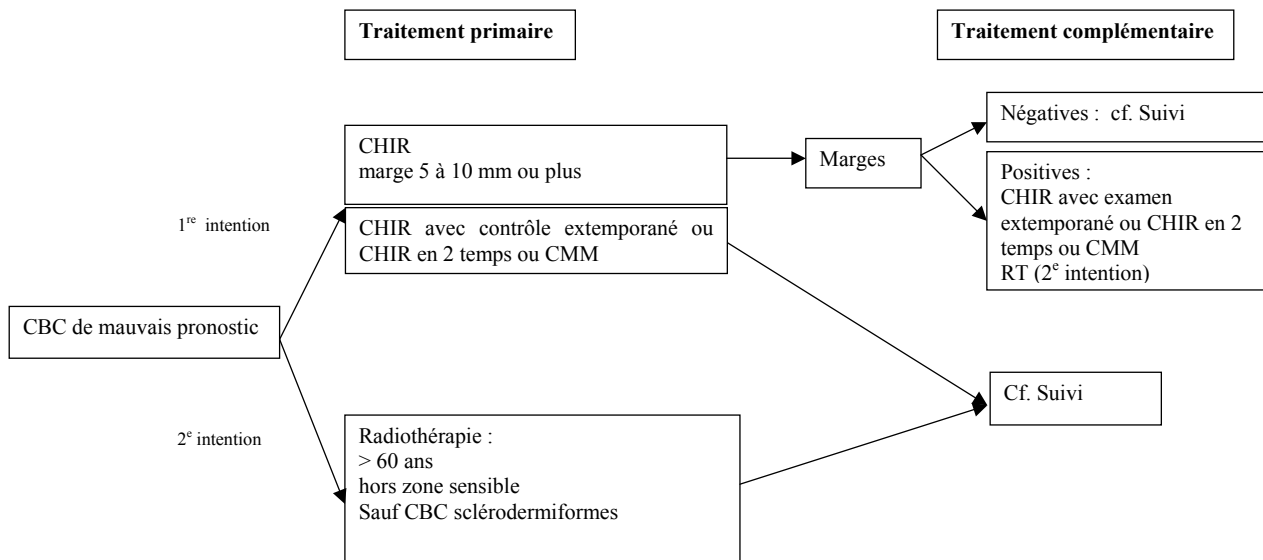 Traitement primaire
Traitement complémentaire
CHIR
marge 5 à 10 mm ou plus
Marges
Négatives : cf. Suivi
Positives :
CHIR avec examen
extemporané ou CHIR en 2
temps ou CMM
RT (2e intention)
1re intention
CHIR avec contrôle extemporané ou
CHIR en 2 temps ou CMM
CBC de mauvais pronostic
2e intention
Radiothérapie :
> 60 ans
hors zone sensible
Sauf CBC sclérodermiformes
Cf. Suivi